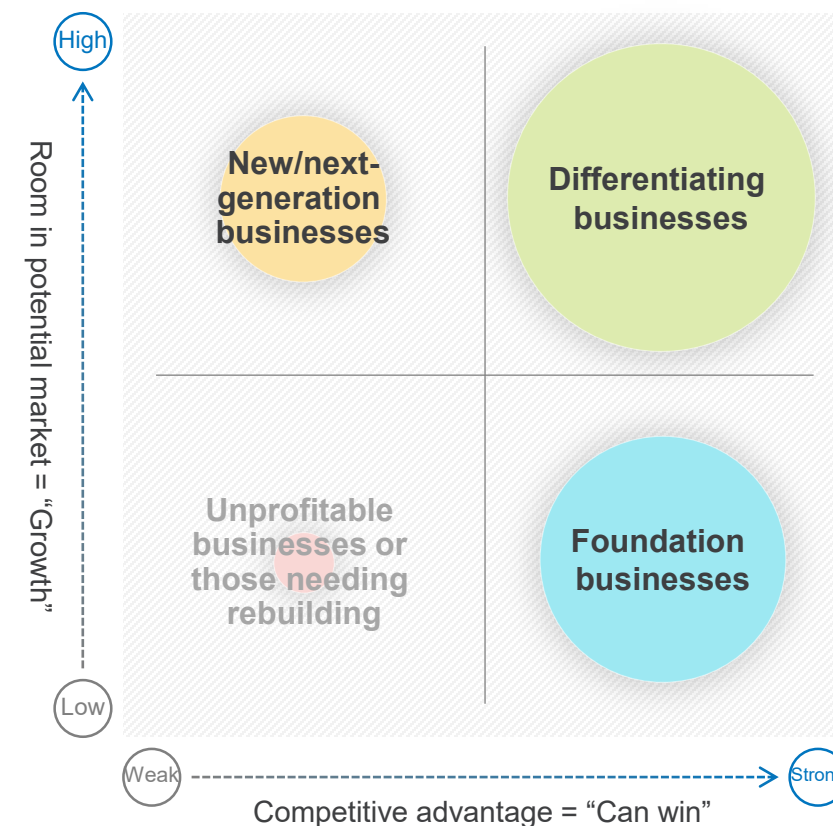 High
Room in potential market = “Growth”
Low
New/next-
generation
businesses
Differentiating
businesses
Unprofitable
businesses or
those needing
rebuilding
Foundation
businesses
Weak
Stron
Competitive advantage = “Can win”